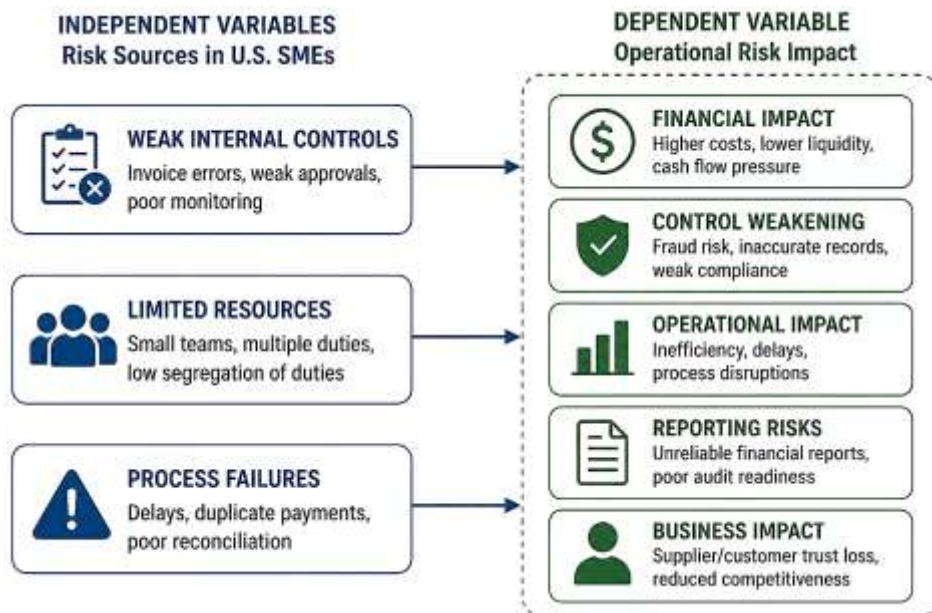 INDEPENDENT VARIABLES
Risk Sources in U.S. SMEs
WEAK INTERNAL CONTROLS
Invoice errors, weak approvals,
poor monitoring
LIMITED RESOURCES
Small teams, multiple duties,
low segregation of duties
PROCESS FAILURES
Delays, duplicate payments,
poor reconciliation
DEPENDENT VARIABLE
Operational Risk Impact
$
FINANCIAL IMPACT
Higher costs, lower liquidity,
cash flow pressure
CONTROL WEAKENING
Fraud risk, inaccurate records,
weak compliance
OPERATIONAL IMPACT
Inefficiency, delays,
process disruptions
REPORTING RISKS
Unreliable financial reports,
poor audit readiness
BUSINESS IMPACT
Supplier/customer trust loss,
reduced competitiveness